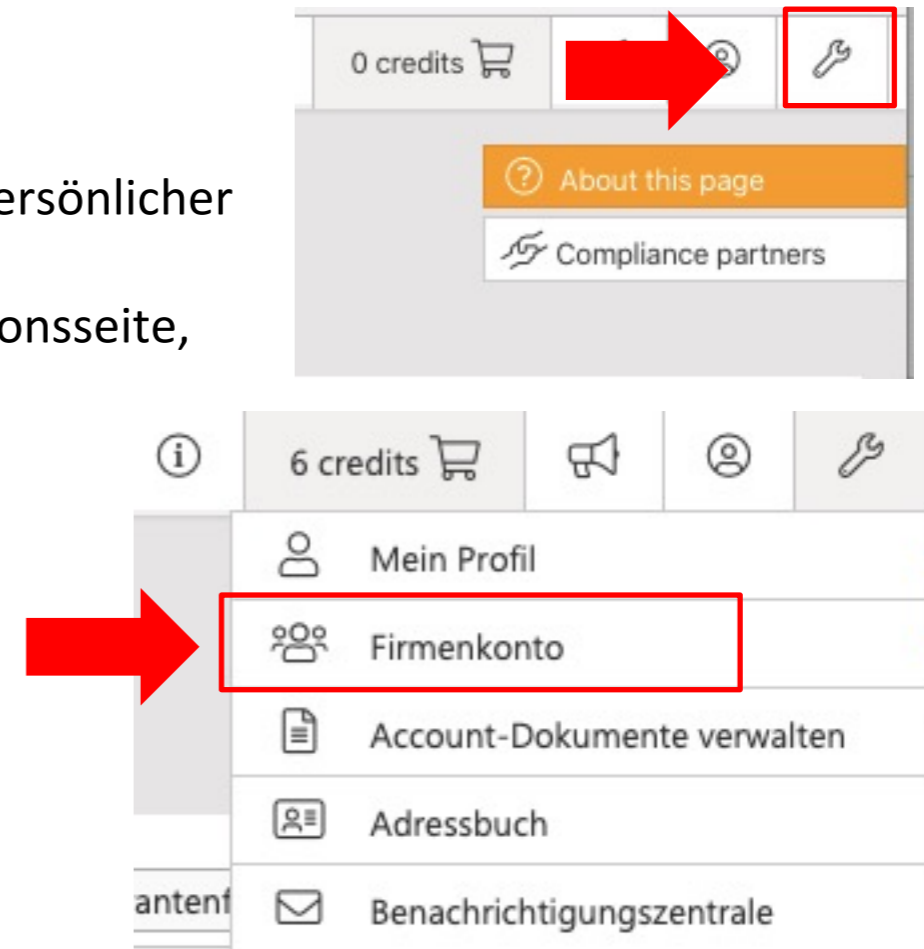 0 credits
About this page
ersönlicher
Compliance partners
onsseite,
6 credits
Mein Profil
Firmenkonto
Account-Dokumente verwalten
Adressbuch
antenf
Benachrichtigungszentrale